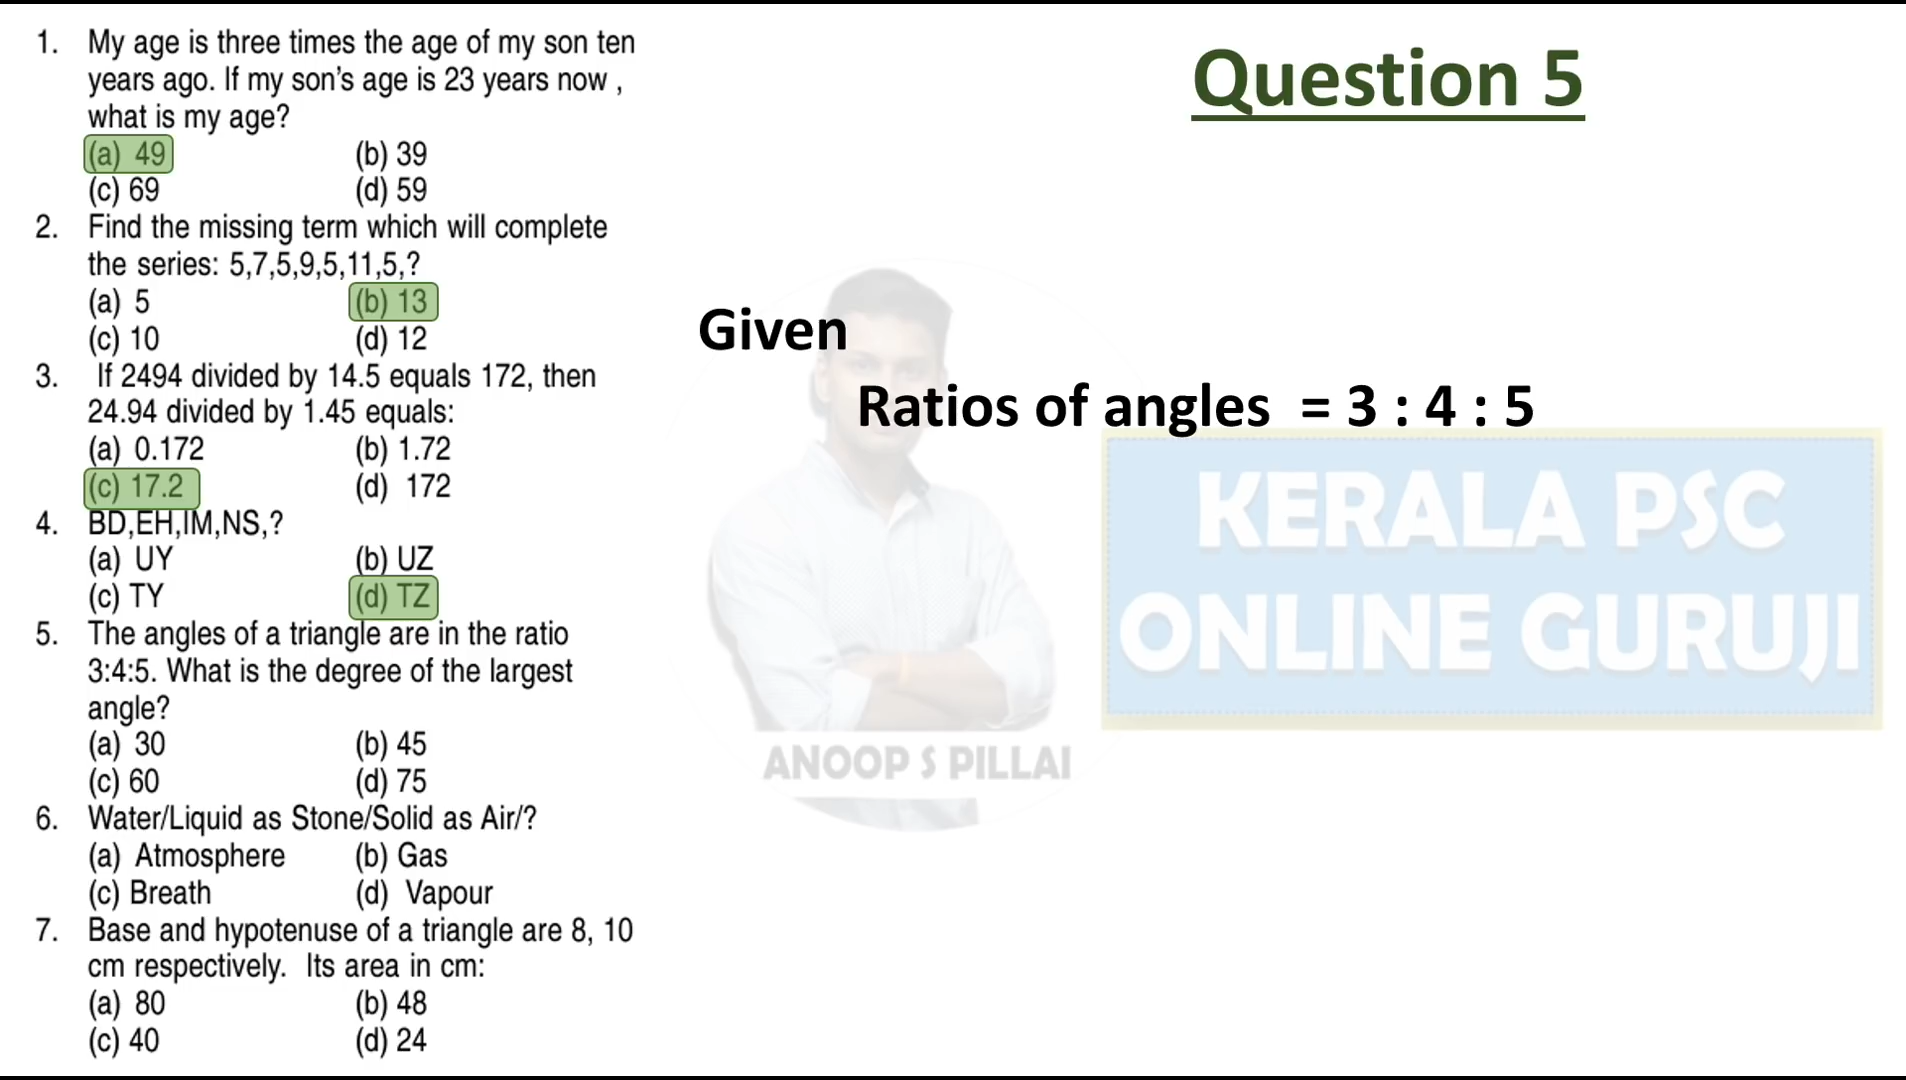 1. My age is three times the age of my son ten
years ago. If my son's age is 23 years now ,
what is my age?
(a) 49 (b) 39
(c) 69 (d) 59
2. Find the missing term which will complete
the series: 5,7,5,9,5,11,5,?
(a) 5 (b) 13
(c) 10 (d) 12
3. If 2494 divided by 14.5 equals 172, then
24.94 divided by 1.45 equals:
(a) 0.172 (b) 1.72
(c) 17.2 (d) 172
4. BD,EH,IM,NS,?
(a) UY (b) UZ
(c) TY (d) TZ
5. The angles of a triangle are in the ratio
3:4:5. What is the degree of the largest
angle?
(a) 30 (b) 45
(c) 60 (d) 75
6. Water/Liquid as Stone/Solid as Air/?
(a) Atmosphere (b) Gas
(c) Breath (d) Vapour
7. Base and hypotenuse of a triangle are 8, 10
cm respectively. Its area in cm:
(a) 80 (b) 48
(c) 40 (d) 24
Question 5
Given
Ratios of angles = 3 : 4 : 5
KERALA PSC
ONLINE GURUJI
ANOOP S PILLAI